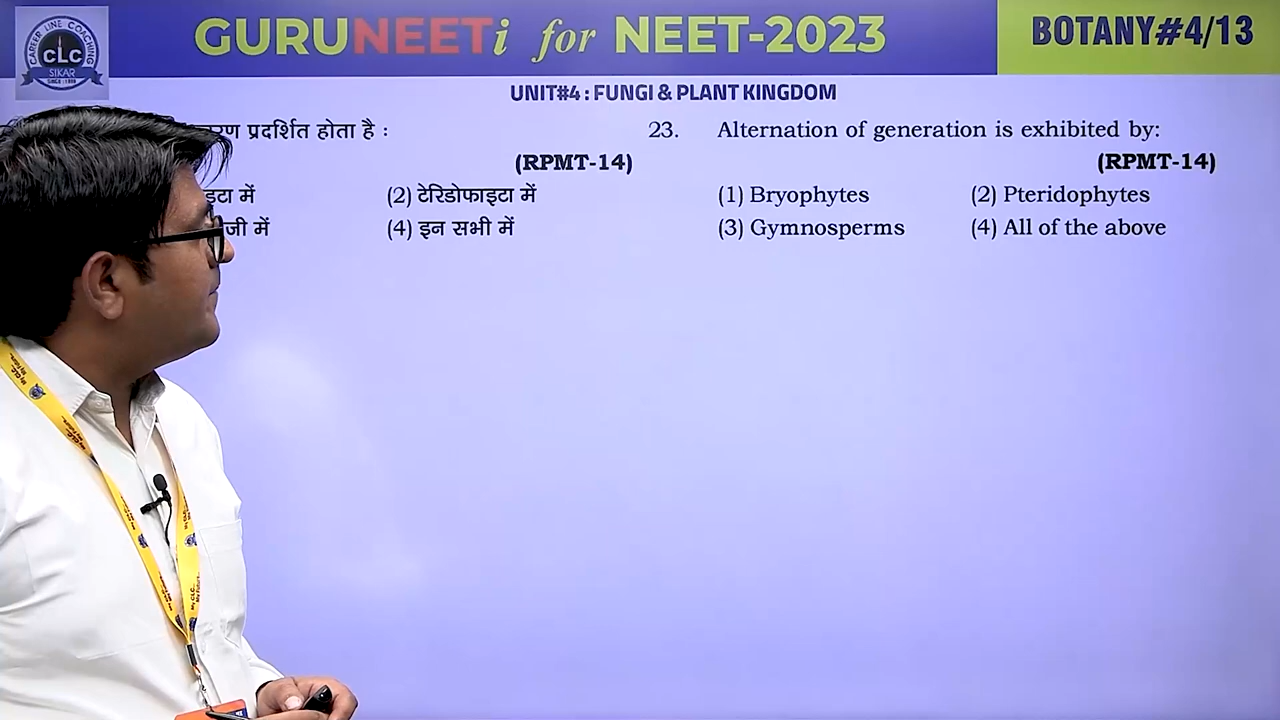 GURUNEETi for NEET-2023
BOTANY#4/13
CAREER LINE COACHING
CLC
SIKAR
SINCE : 1996
UNIT#4 : FUNGI & PLANT KINGDOM
प्रदर्शित होता है :
(RPMT-14)
में (2) टेरिडोफाइटा में
में (4) इन सभी में
23. Alternation of generation is exhibited by:
(RPMT-14)
(1) Bryophytes (2) Pteridophytes
(3) Gymnosperms (4) All of the above